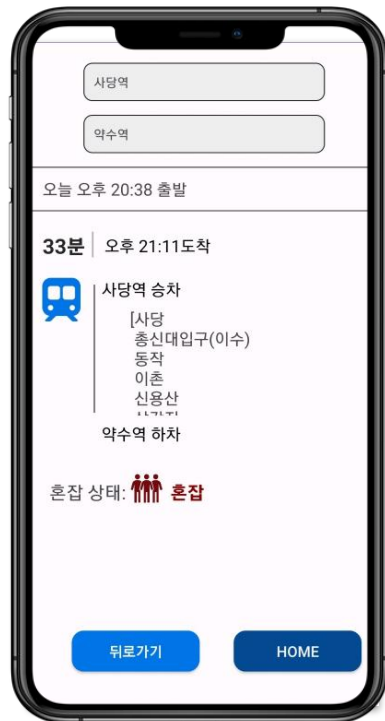 사당역
약수역
오늘 오후 20:38 출발
33분
오후 21:11도착
사당역 승차
[사당
총신대입구(이수)
동작
이촌
신용산
약수역 하차
혼잡 상태: 혼잡
뒤로가기
HOME